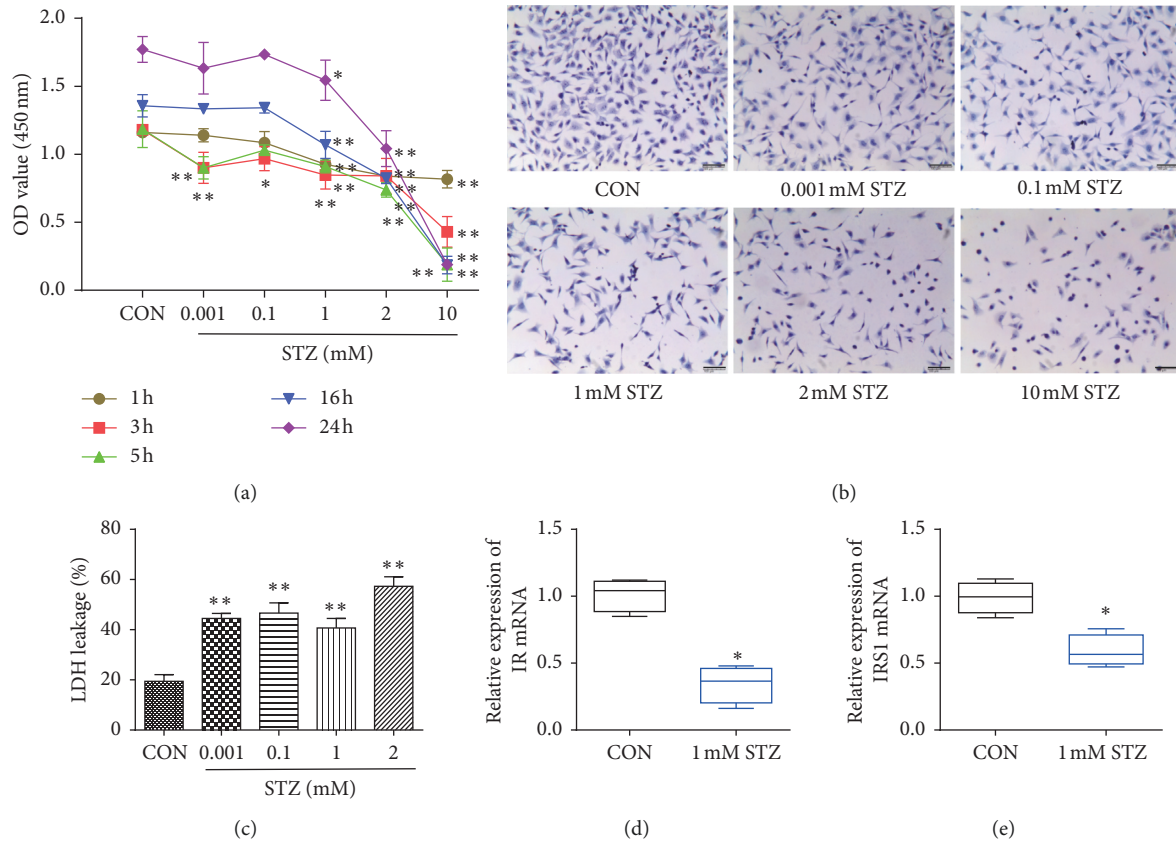 2.0
1.5
1.0
0.5
0.0
OD value (450 nm)
CON
0.001
0.1
1
2
10
STZ (mM)
*
**
**
**
**
*
**
**
**
**
**
**
**
**
**
**
**
1 h
3 h
5 h
16 h
24 h
(a)
CON
0.001 mM STZ
0.1 mM STZ
1 mM STZ
2 mM STZ
10 mM STZ
(b)
80
60
40
20
0
LDH leakage (%)
**
**
**
**
CON
0.001
0.1
1
2
STZ (mM)
(c)
1.5
1.0
0.5
0.0
Relative expression of
IR mRNA
*
CON
1 mM STZ
(d)
1.5
1.0
0.5
0.0
Relative expression of
IRS1 mRNA
*
CON
1 mM STZ
(e)